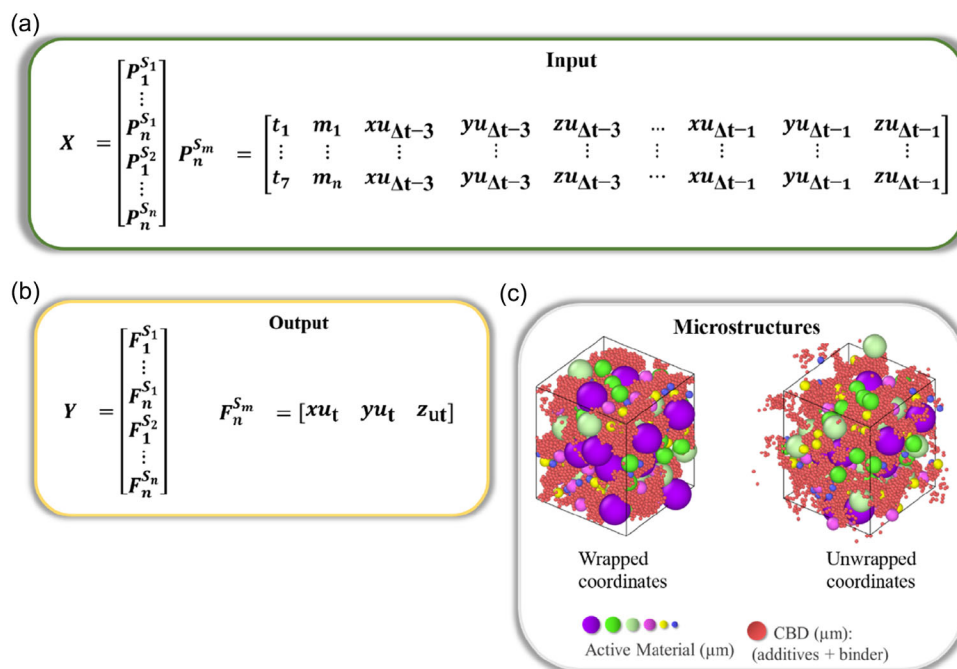 (a)
Input
X = [P_1^{S_1} ⋮ P_n^{S_1} P_1^{S_2} ⋮ P_n^{S_n}] P_n^{S_m} = [t_1 m_1 xu_{Δt−3} yu_{Δt−3} zu_{Δt−3} ... xu_{Δt−1} yu_{Δt−1} zu_{Δt−1}
⋮ ⋮ ⋮ ⋮ ⋮ ... ⋮ ⋮ ⋮
t_7 m_n xu_{Δt−3} yu_{Δt−3} zu_{Δt−3} ... xu_{Δt−1} yu_{Δt−1} zu_{Δt−1}]
(b)
Output
Y = [F_1^{S_1} ⋮ F_n^{S_1} F_1^{S_2} ⋮ F_n^{S_n}] F_n^{S_m} = [xu_t yu_t z_{ut}]
(c)
Microstructures
Wrapped
coordinates
Unwrapped
coordinates
Active Material (μm)
CBD (μm):
(additives + binder)